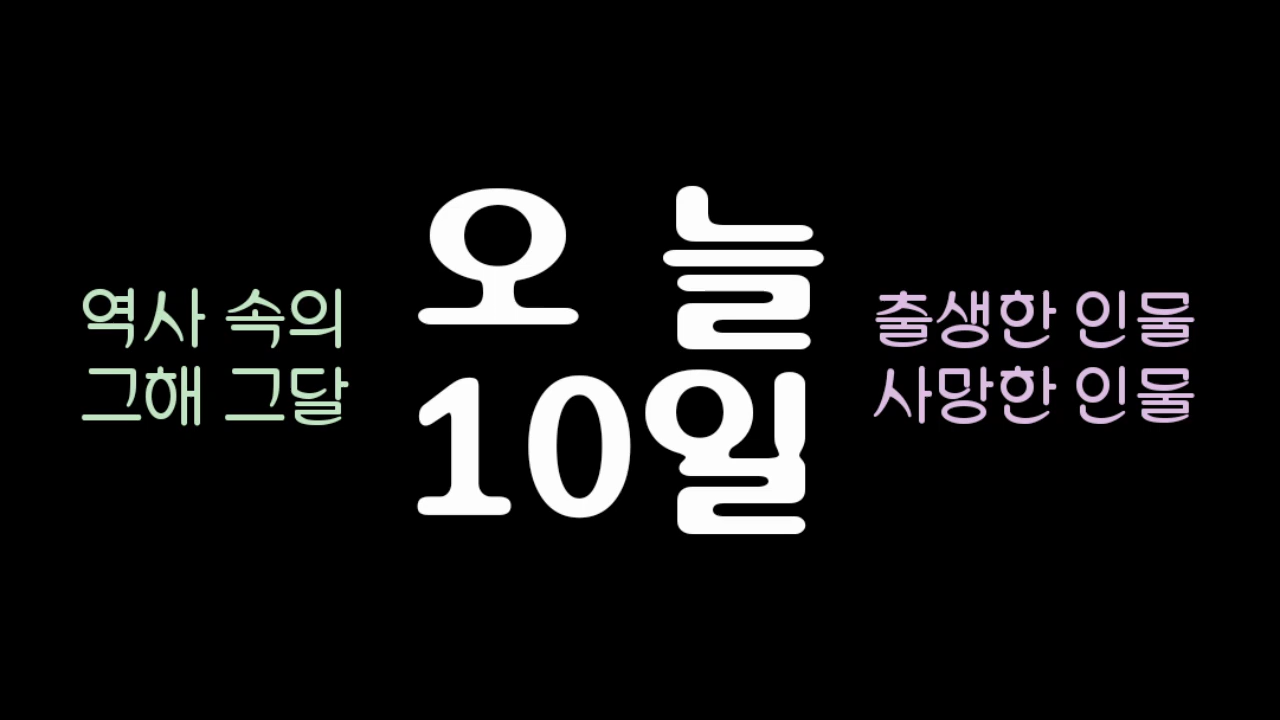 역사 속의
그해 그달
오 늘
10일
출생한 인물
사망한 인물